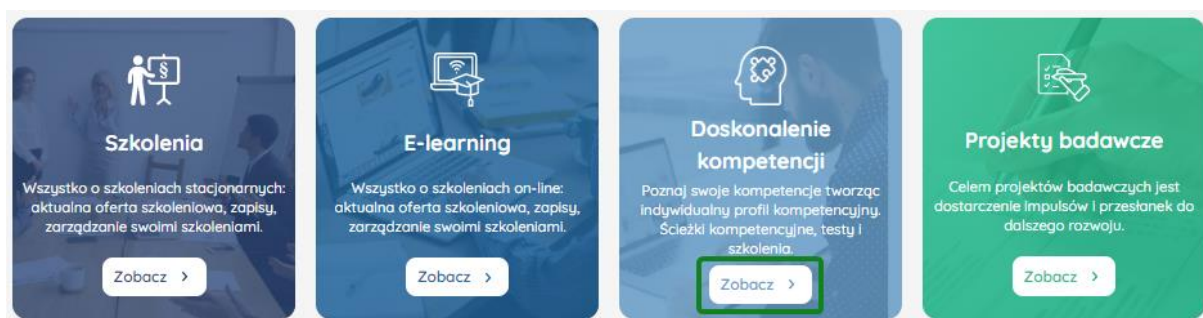 §
Szkolenia
Wszystko o szkoleniach stacjonarnych:
aktualna oferta szkoleniowa, zapisy,
zarządzanie swoimi szkoleniami.
Zobacz >
E-learning
Wszystko o szkoleniach on-line:
aktualna oferta szkoleniowa, zapisy,
zarządzanie swoimi szkoleniami.
Zobacz >
Doskonalenie
kompetencji
Poznaj swoje kompetencje tworząc
indywidualny profil kompetencyjny.
Ścieżki kompetencyjne, testy i
szkolenia.
Zobacz >
Projekty badawcze
Celem projektów badawczych jest
dostarczenie impulsów i przesłanek do
dalszego rozwoju.
Zobacz >